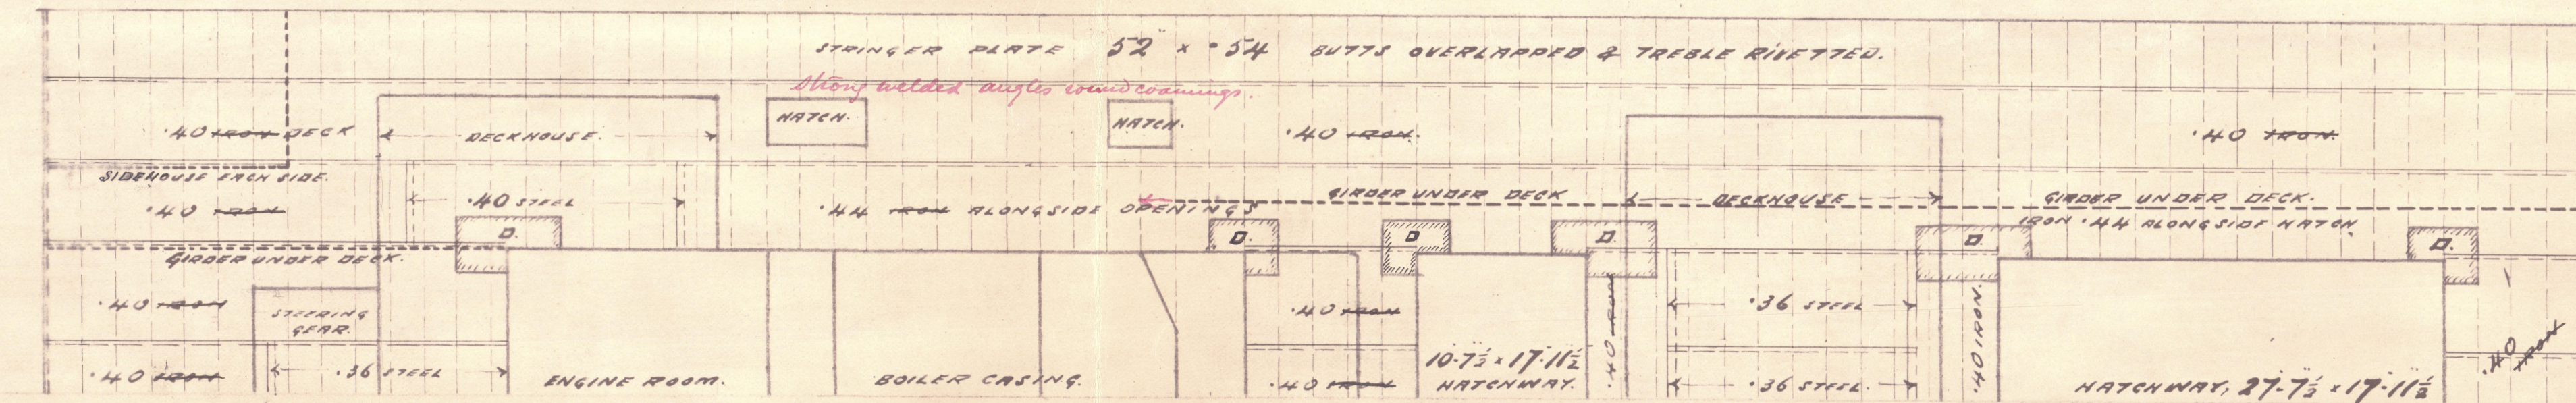 STRINGER PLATE 52" x .54 BUTTS OVERLAPPED & TREBLE RIVETTED.
Strong welded angles round coamings.
HATCH.
HATCH.
.40 IRON DECK
DECKHOUSE.
.40 IRON.
.40 IRON.
SIDEHOUSE EACH SIDE.
.40 IRON
.40 STEEL
.44 IRON ALONGSIDE OPENINGS
GIRDER UNDER DECK
DECKHOUSE
GIRDER UNDER DECK.
IRON .44 ALONGSIDE HATCH.
D.
D.
D
D.
D.
D.
GIRDER UNDER DECK.
.40 IRON
STEERING
GEAR.
.40 IRON
.36 STEEL
.40 IRON
.36 STEEL
ENGINE ROOM.
BOILER CASING.
.40 IRON
10'-7½" x 17'-11½"
HATCHWAY.
.40 IRON
.36 STEEL.
.40 IRON
HATCHWAY, 27'-7½" x 17'-11½"
.40 IRON